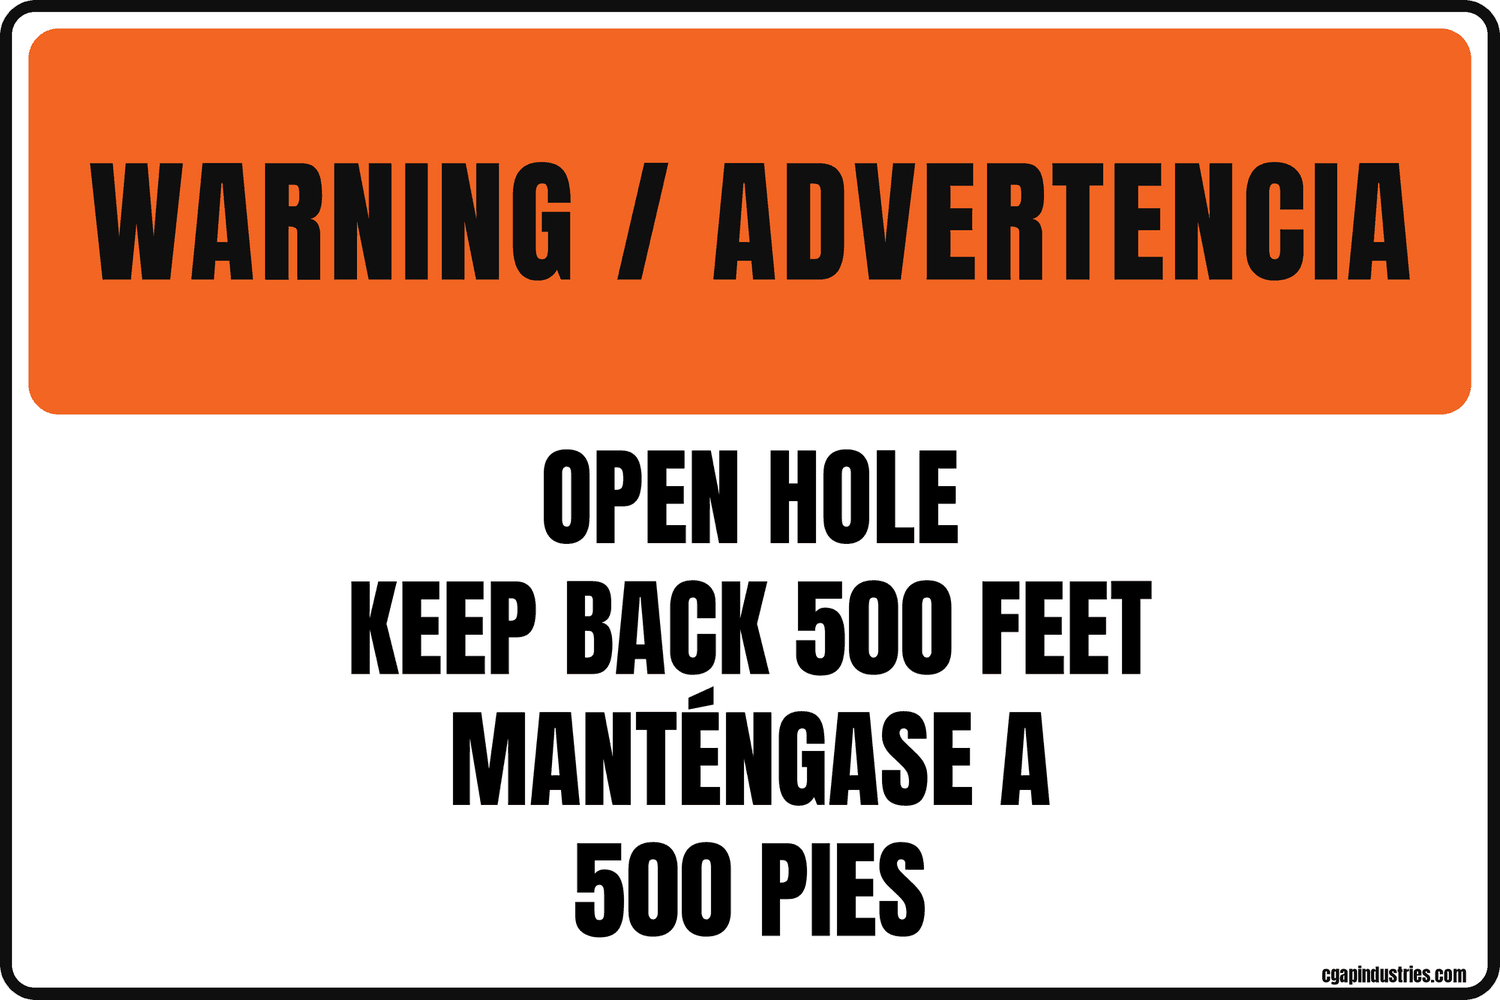 WARNING / ADVERTENCIA
OPEN HOLE
KEEP BACK 500 FEET
MANTÉNGASE A
500 PIES
cgapindustries.com